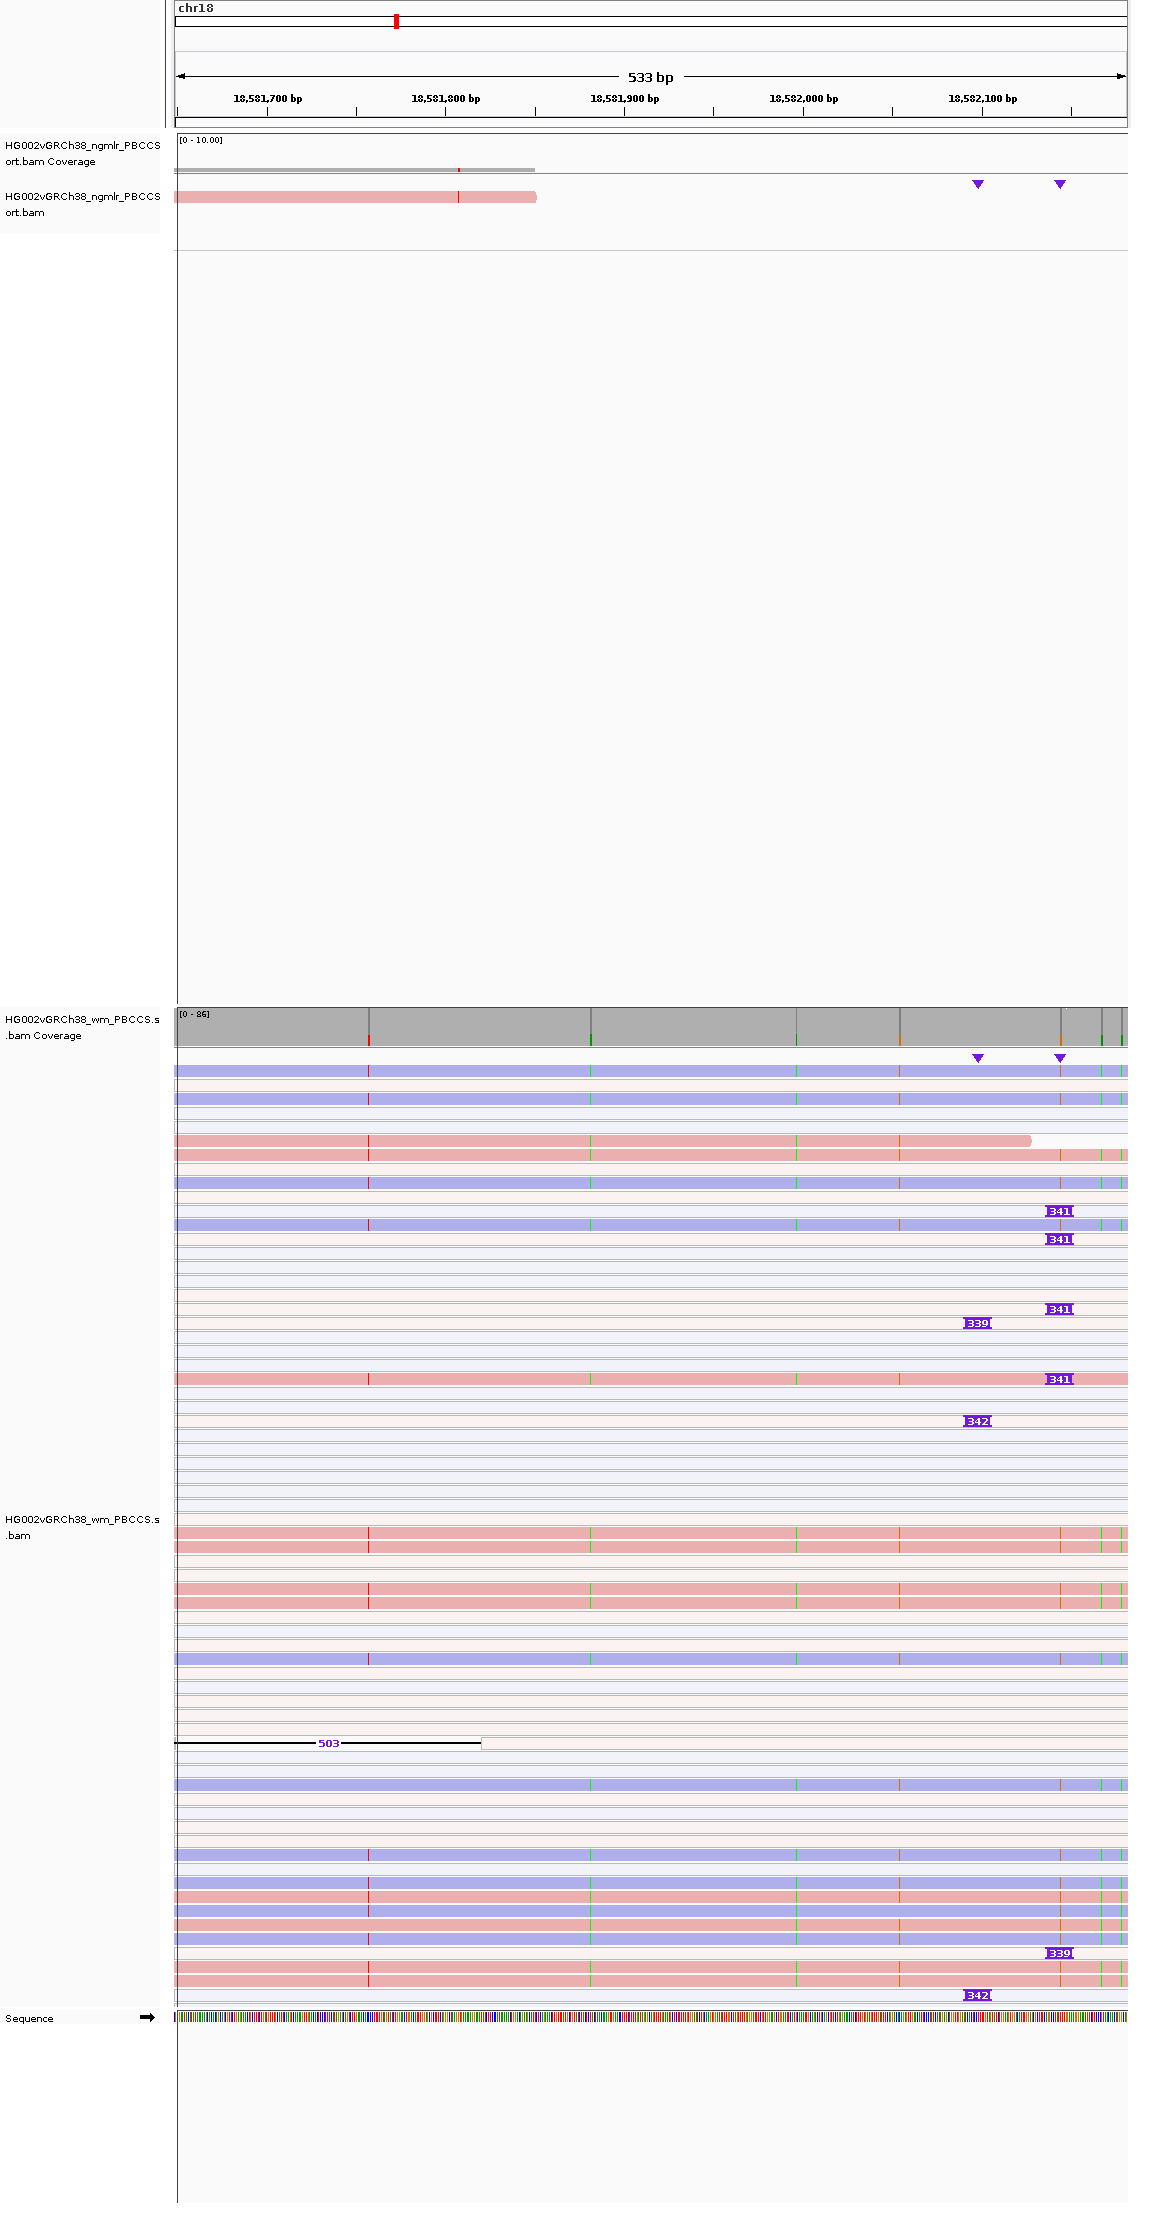 chr18
533 bp
18,581,700 bp 18,581,800 bp 18,581,900 bp 18,582,000 bp 18,582,100 bp
HG002vGRCh38_ngmlr_PBCCS
ort.bam Coverage
[0 - 10.00]
HG002vGRCh38_ngmlr_PBCCS
ort.bam
HG002vGRCh38_wm_PBCCS.s
.bam Coverage
[0 - 86]
341
341
341
339
341
342
HG002vGRCh38_wm_PBCCS.s
.bam
503
339
342
Sequence